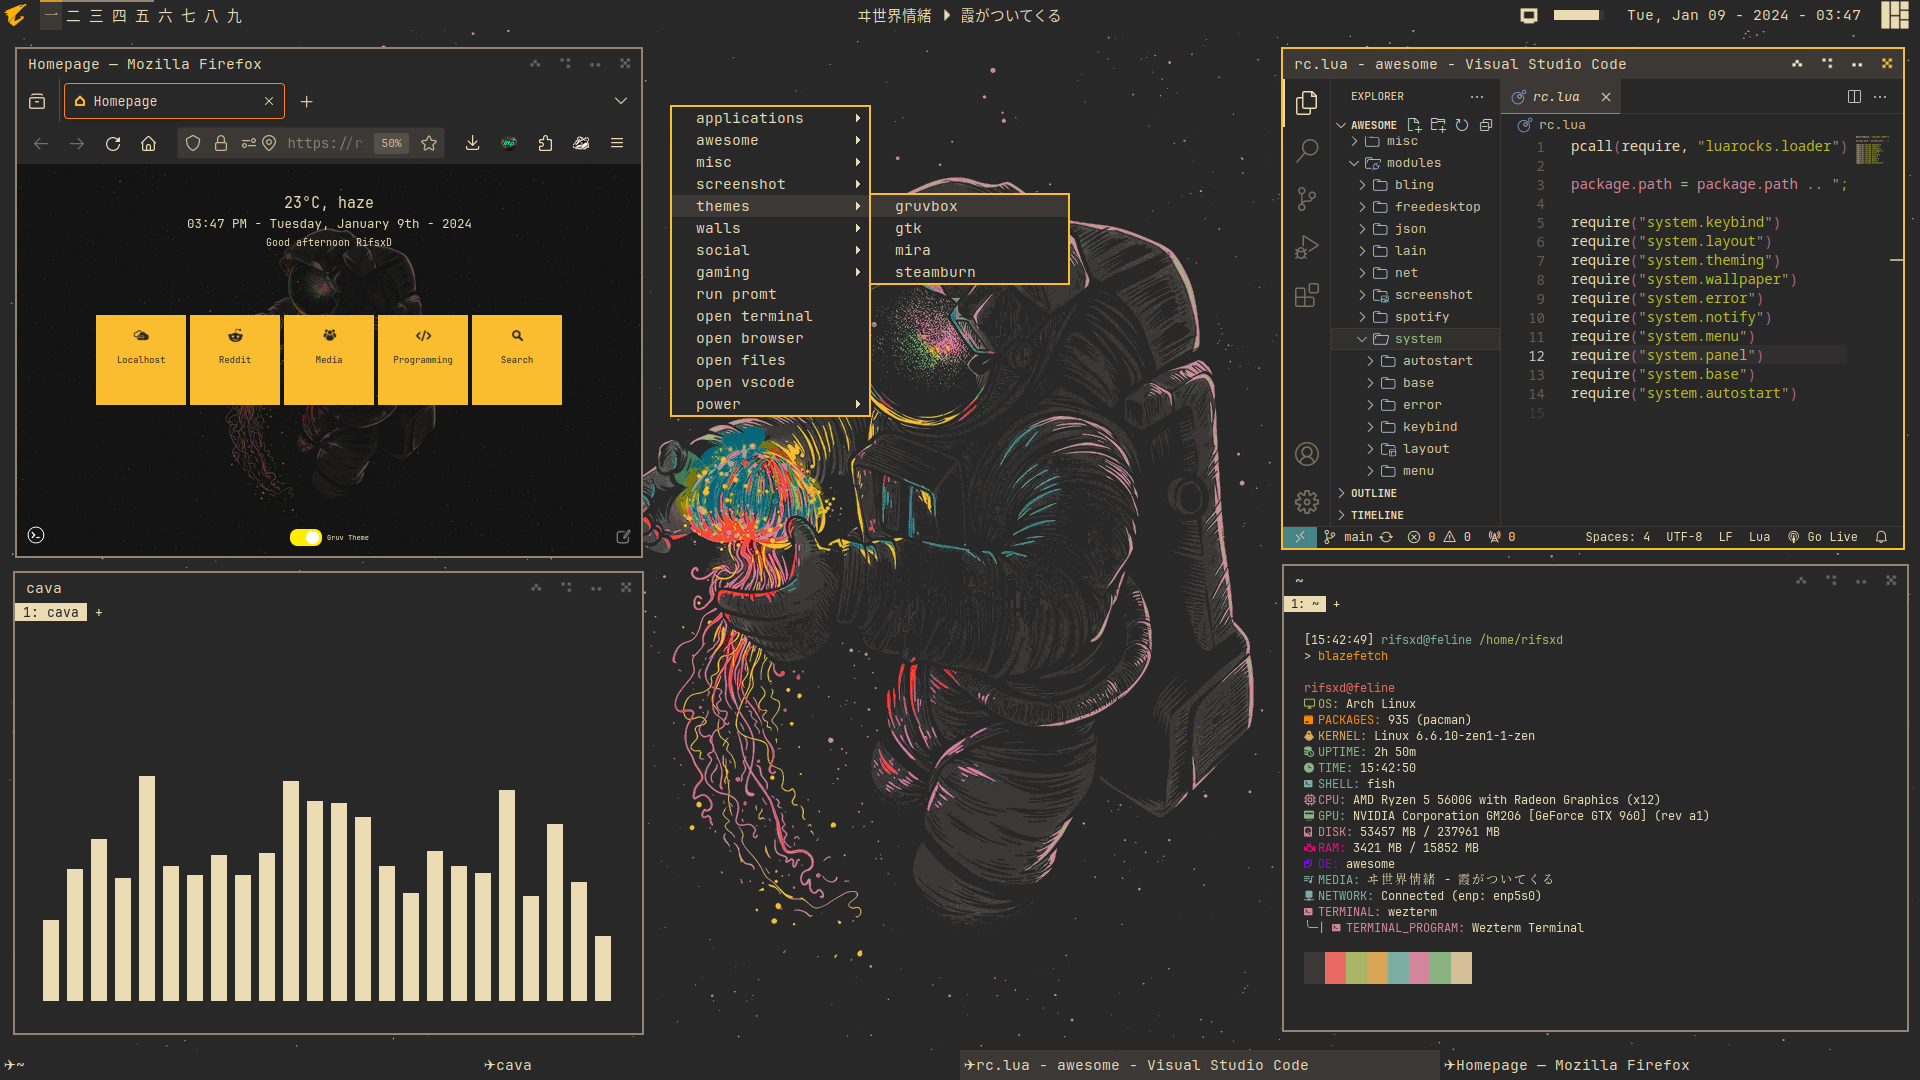 一 二 三 四 五 六 七 八 九
ヰ世界情緒 ▶ 霞がついてくる
Tue, Jan 09 - 2024 - 03:47
Homepage — Mozilla Firefox
Homepage
https://r
50%
23°C, haze
03:47 PM - Tuesday, January 9th - 2024
Good afternoon RifsxD
Localhost
Reddit
Media
Programming
Search
Gruv Theme
cava
1: cava +
applications
awesome
misc
screenshot
themes
walls
social
gaming
run promt
open terminal
open browser
open files
open vscode
power
gruvbox
gtk
mira
steamburn
rc.lua - awesome - Visual Studio Code
EXPLORER
AWESOME
misc
modules
bling
freedesktop
json
lain
net
screenshot
spotify
system
autostart
base
error
keybind
layout
menu
OUTLINE
TIMELINE
rc.lua
rc.lua
1 pcall(require, "luarocks.loader")
2
3 package.path = package.path .. ";
4
5 require("system.keybind")
6 require("system.layout")
7 require("system.theming")
8 require("system.wallpaper")
9 require("system.error")
10 require("system.notify")
11 require("system.menu")
12 require("system.panel")
13 require("system.base")
14 require("system.autostart")
15
main 0 0 0 Spaces: 4 UTF-8 LF Lua Go Live
~
1: ~ +
[15:42:49] rifsxd@feline /home/rifsxd
> blazefetch
rifsxd@feline
OS: Arch Linux
PACKAGES: 935 (pacman)
KERNEL: Linux 6.6.10-zen1-1-zen
UPTIME: 2h 50m
TIME: 15:42:50
SHELL: fish
CPU: AMD Ryzen 5 5600G with Radeon Graphics (x12)
GPU: NVIDIA Corporation GM206 [GeForce GTX 960] (rev a1)
DISK: 53457 MB / 237961 MB
RAM: 3421 MB / 15852 MB
DE: awesome
MEDIA: ヰ世界情緒 - 霞がついてくる
NETWORK: Connected (enp: enp5s0)
TERMINAL: wezterm
╰─| TERMINAL_PROGRAM: Wezterm Terminal
✈~
✈cava
✈rc.lua - awesome - Visual Studio Code
✈Homepage — Mozilla Firefox